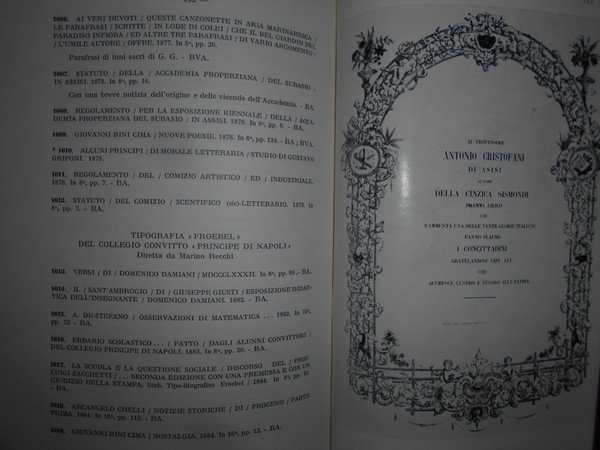 1606. AI VERI DEVOTI / QUESTE CANZONETTE IN ARIA MARINARESCA /
LE PARAFRASI / SCRITTE / IN LODE DI COLEI / CHE IL BEL GIARDIN DEL
PARADISO INFIORA / ED ALTRE TRE PARAFRASI / DI VARIO ARGOMENTO /
/ L'UMILE AUTORE / OFFRE. 1877. In 8º, pp. 20.
Parafrasi di inni sacri di G. G. - BVA.
1607. STATUTO / DELLA / ACCADEMIA PROPERZIANA / DEL SUBASIO /
IN ASSISI. 1878. In 8º, pp. 16.
Con una breve notizia dell'origine e delle vicende dell'Accademia. - BA.
1608. REGOLAMENTO / PER LA ESPOSIZIONE BIENNALE / DELLA / ACCA-
DEMIA PROPERZIANA DEL SUBASIO / IN ASSISI. 1878. In 8º, pp. 8. - BA.
1609. GIOVANNI BINI CIMA / NUOVE POESIE. 1878. In 8º, pp. 124. - BA ; BVA.
* 1610. ALCUNI PRINCIPI / DI MORALE LETTERARIA / STUDIO DI GUSTAVO
GRIFONI. 1878.
1611. REGOLAMENTO / DEL / COMIZIO ARTISTICO / ED / INDUSTRIALE.
1878. In 8º, pp. 7. - BA.
1612. STATUTO / DEL COMIZIO / SCENTIFICO (sic)-LETTERARIO. 1878. In 8º,
pp. 7. - BA.
TIPOGRAFIA «FROEBEL»
DEL COLLEGIO CONVITTO «PRINCIPE DI NAPOLI»
Diretta da Marino Recchi
1613. VERSI / DI / DOMENICO DAMIANI / MDCCCLXXXII. In 8º, pp. 95. - BA.
1614. IL / SANT'AMBROGIO / DI / GIUSEPPE GIUSTI / ESPOSIZIONE DIDAT-
TICA DELL'INSEGNANTE / DOMENICO DAMIANI. 1882. - BA.
1615. A. DE-STEFANO / OSSERVAZIONI DI MATEMATICA . . . 1882. In 16º,
pp. 32 - BA.
1616. ERBARIO SCOLASTICO . . . / FATTO / DAGLI ALUNNI CONVITTORI /
DEL COLLEGIO PRINCIPE DI NAPOLI. 1883. In 8º, pp. 20. - BA.
1617. LA SCUOLA E LA QUESTIONE SOCIALE / DISCORSO DEL / PROF.
LUIGI ZACCHETTI / . . . SECONDA EDIZIONE CON UNA PREMESSA E CON UN
GIUDIZIO DELLA STAMPA. Stab. Tipo-litografico Froebel / 1884. In 8º, pp. 18.
- BA.
1618. ARCANGELO CHELLI / NOTIZIE STORICHE / DI / PROCENO / PARTE
PRIMA. 1884. In 16º, pp. 113. - BA.
1619. GIOVANNI BINI CIMA / NOSTALGIA. 1884. In 16º, pp. 12. - BA.
AL PROFESSORE
ANTONIO CRISTOFANI
DI ASISI
AUTORE
DELLA CINZICA SISMONDI
DRAMMA LIRICO
CHE
RAMMENTA UNA DELLE TANTE GLORIE ITALIANE
FANNO PLAUSO
I CONCITTADINI
GRATULANDOSI CON LUI
CHE
ACCRESCE LUSTRO E DECORO ALLA PATRIA